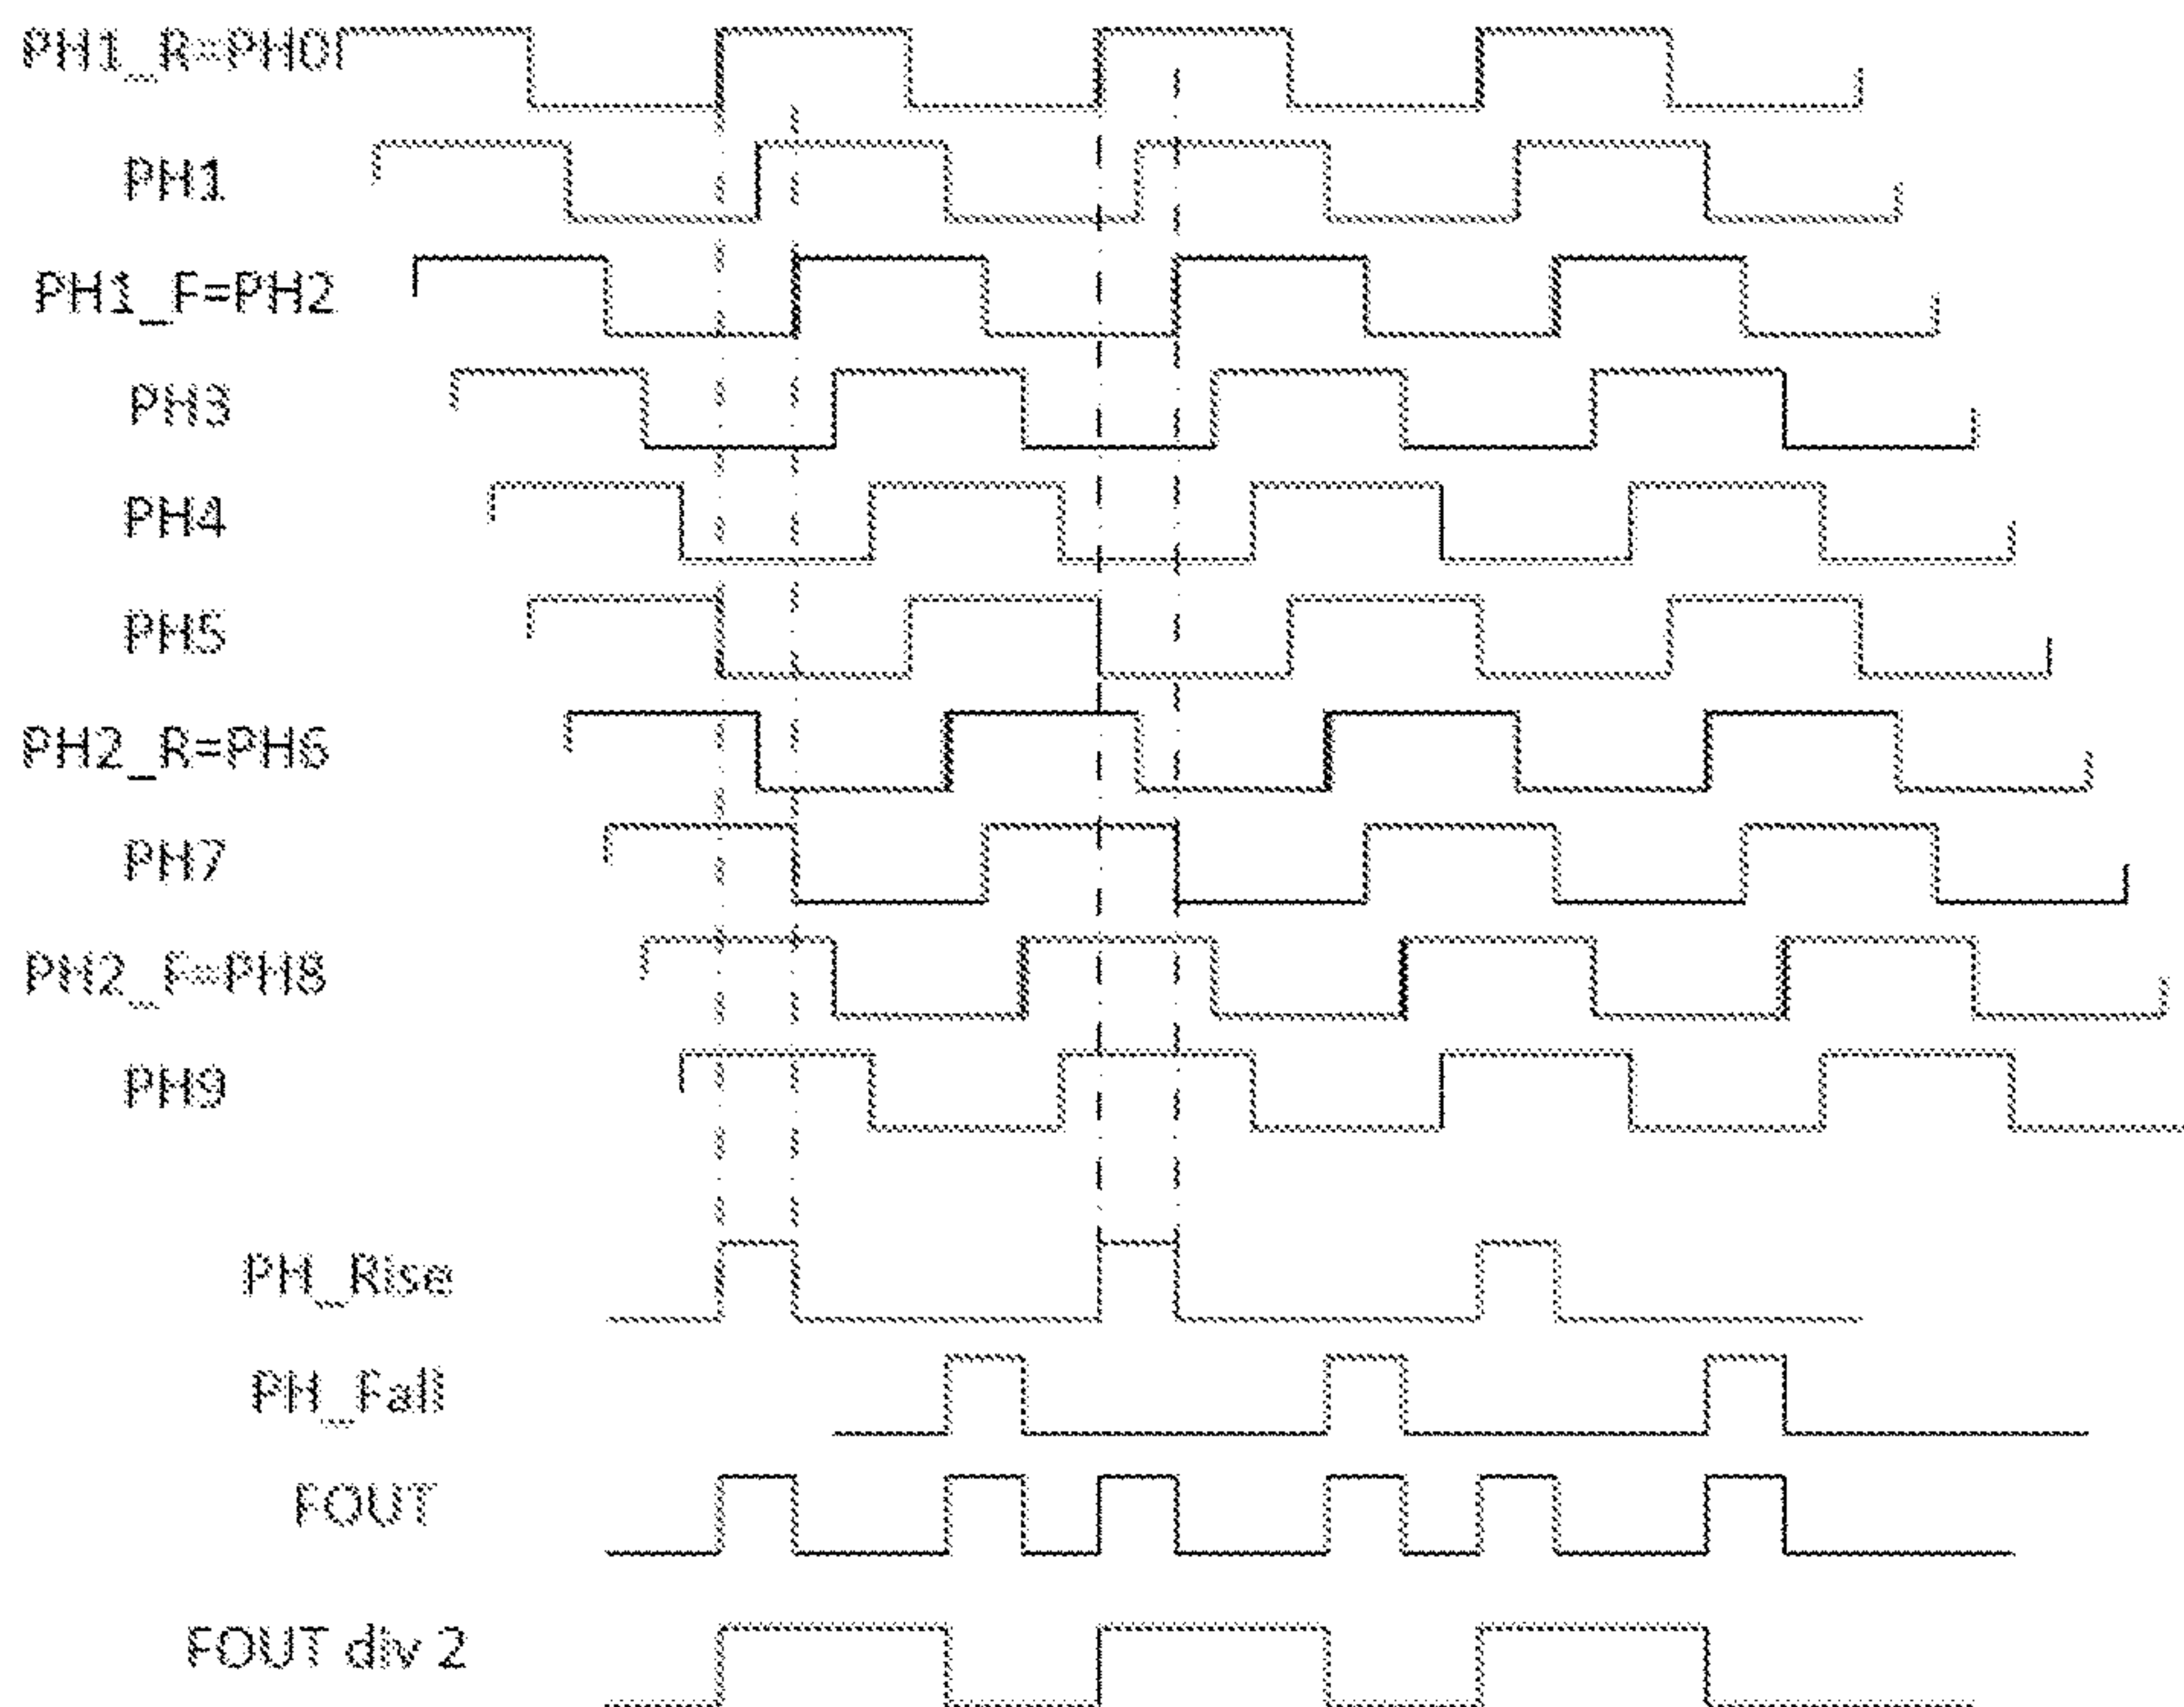 PH1_R=PH0
PH1
PH1_F=PH2
PH3
PH4
PH5
PH2_R=PH6
PH7
PH2_F=PH8
PH9
PH_Rise
PH_Fall
FOUT
FOUT div 2